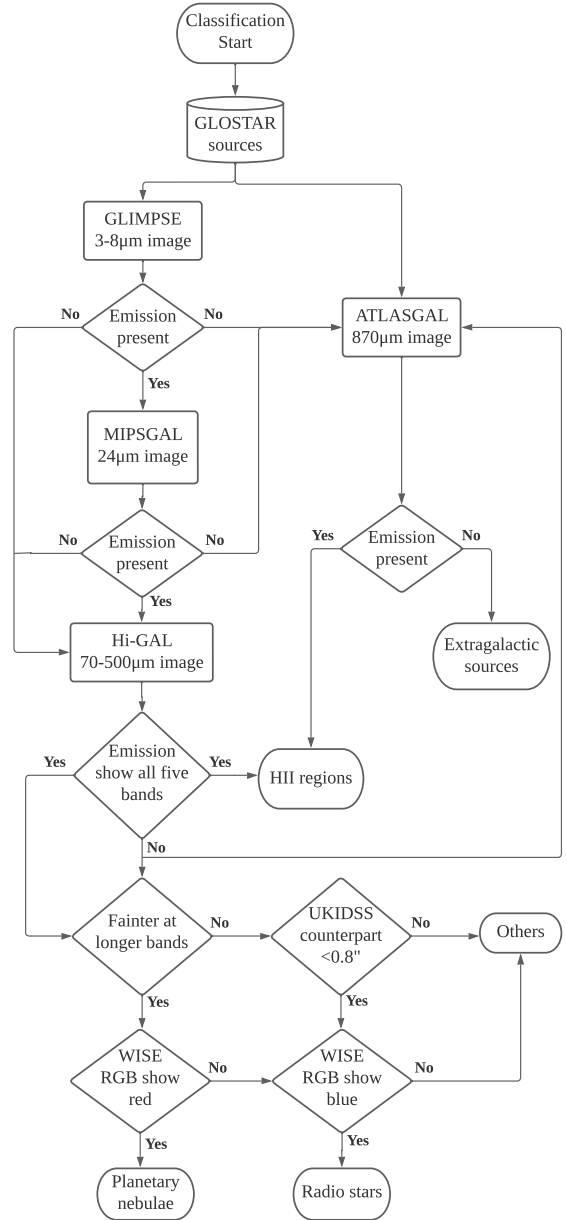 Classification
Start
GLOSTAR
sources
GLIMPSE
3-8μm image
No
Emission
present
No
Yes
ATLASGAL
870μm image
MIPSGAL
24μm image
No
Emission
present
No
Yes
Yes
Emission
present
No
Hi-GAL
70-500μm image
Extragalactic
sources
Yes
Emission
show all five
bands
Yes
No
HII regions
Fainter at
longer bands
No
Yes
UKIDSS
counterpart
<0.8"
No
Yes
Others
WISE
RGB show
red
No
Yes
WISE
RGB show
blue
No
Yes
Planetary
nebulae
Radio stars